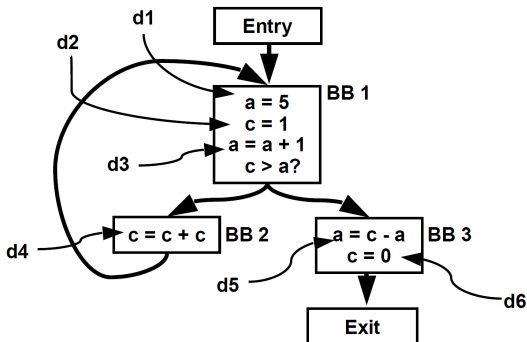 d1
Entry
d2
BB 1
a = 5
c = 1
a = a + 1
c > a?
d3
c = c + c
BB 2
a = c - a
c = 0
BB 3
d4
d5
d6
Exit